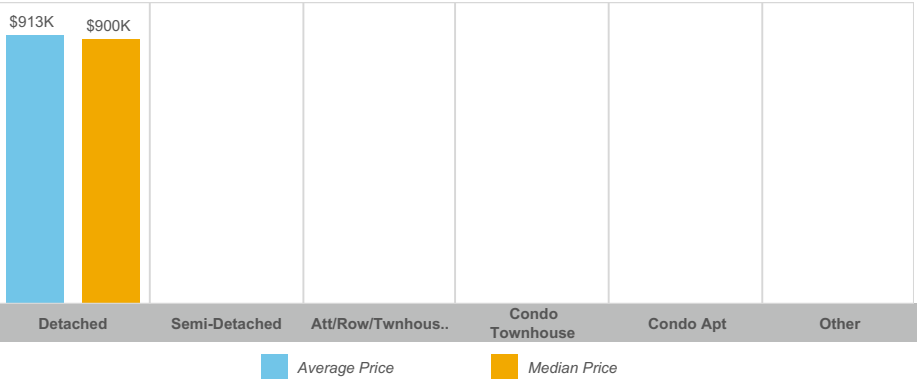 $913K
$900K
Detached
Semi-Detached
Att/Row/Twnhous..
Condo
Townhouse
Condo Apt
Other
Average Price
Median Price